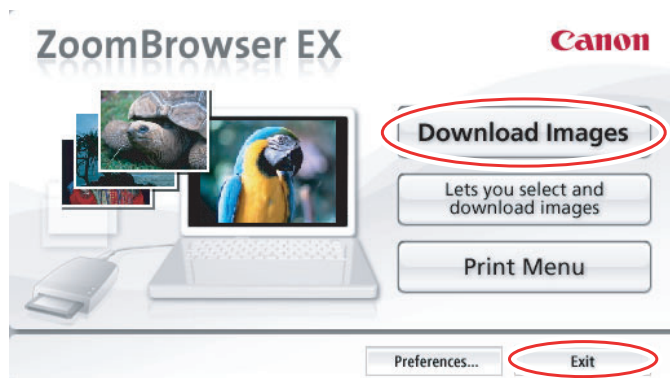 ZoomBrowser EX
Canon
Download Images
Lets you select and
download images
Print Menu
Preferences...
Exit